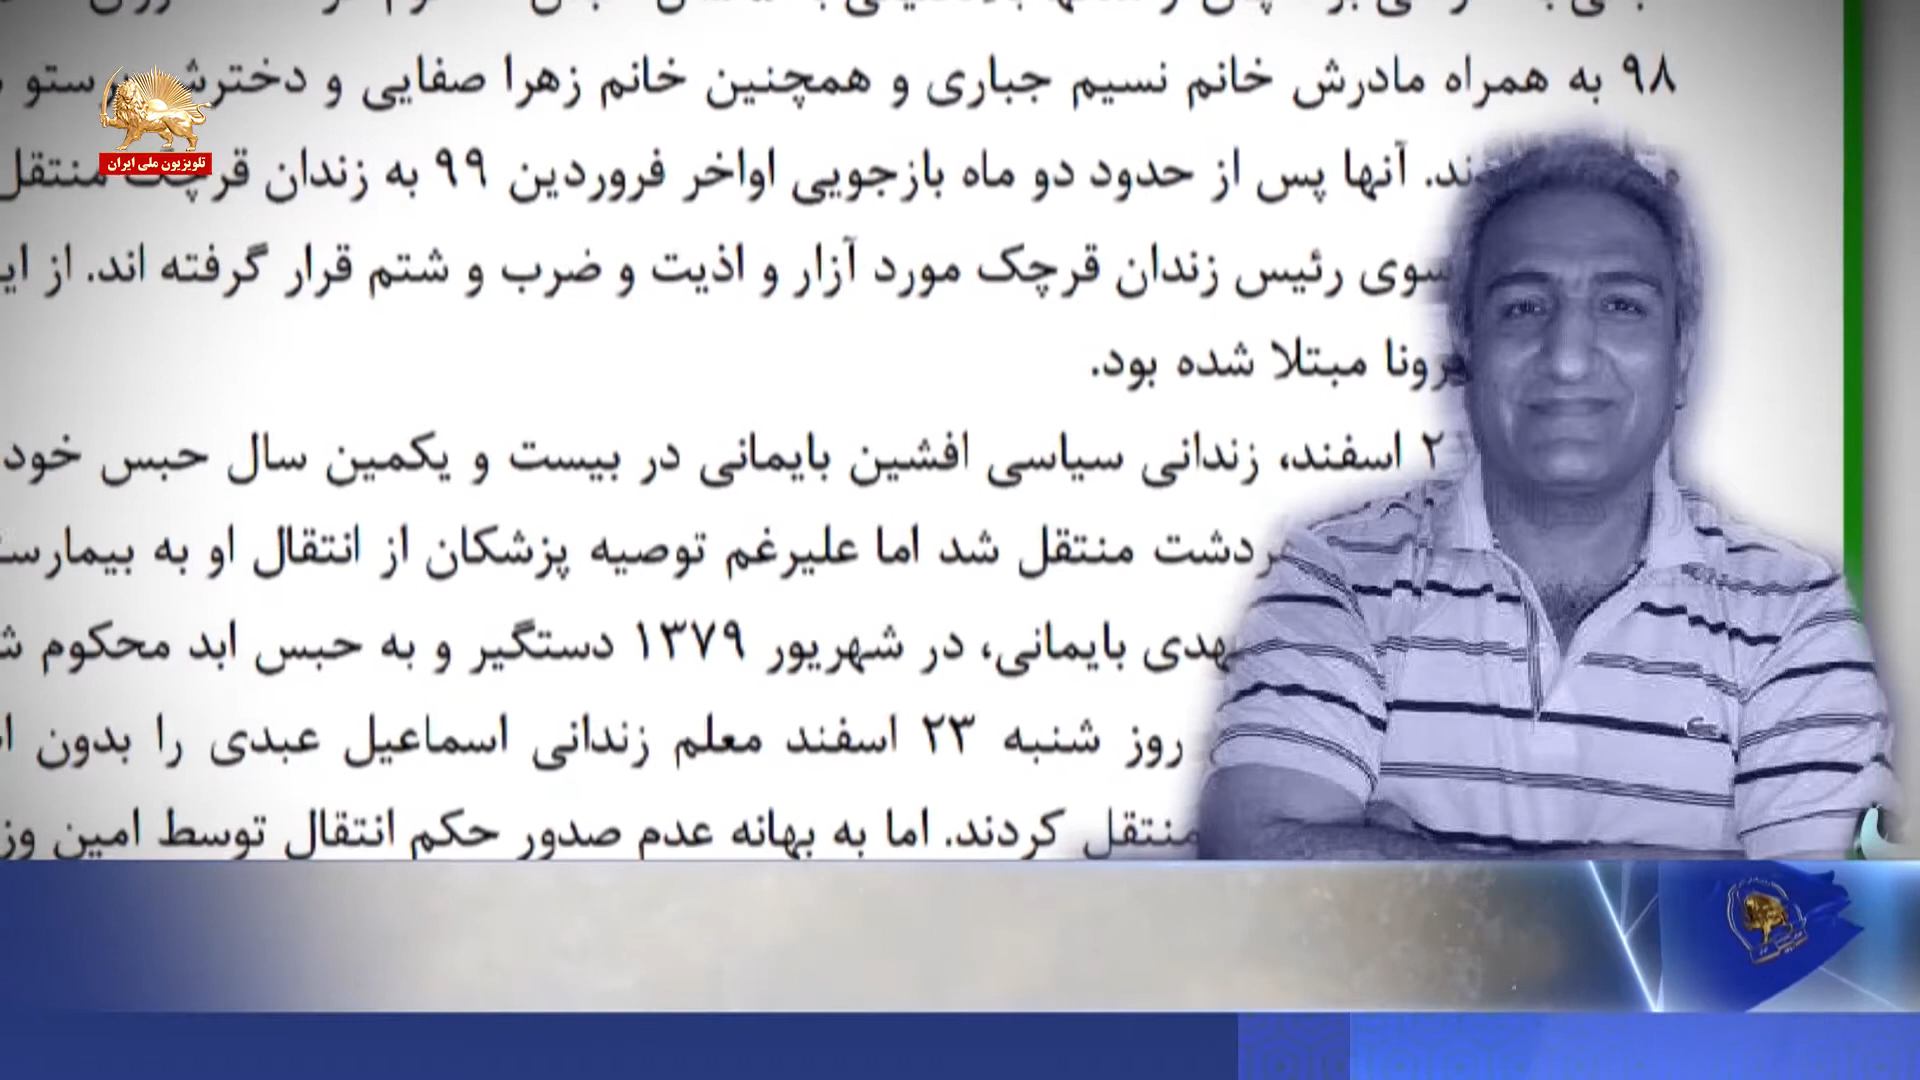 تلویزیون ملی ایران
۹۸ به همراه مادرش خانم نسیم جباری و همچنین خانم زهرا صفایی و دخترش
آنها پس از حدود دو ماه بازجویی اواخر فروردین ۹۹ به زندان قرچک منتقل
سوی رئیس زندان قرچک مورد آزار و اذیت و ضرب و شتم قرار گرفته اند. از
مبتلا شده بود.
اسفند، زندانی سیاسی افشین بایمانی در بیست و یکمین سال حبس خود
منتقل شد اما علیرغم توصیه پزشکان از انتقال او به
بایمانی، در شهریور ۱۳۷۹ دستگیر و به حبس ابد محکوم
روز شنبه ۲۳ اسفند معلم زندانی اسماعیل عبدی را بدون
منتقل کردند. اما به بهانه عدم صدور حکم انتقال توسط امین